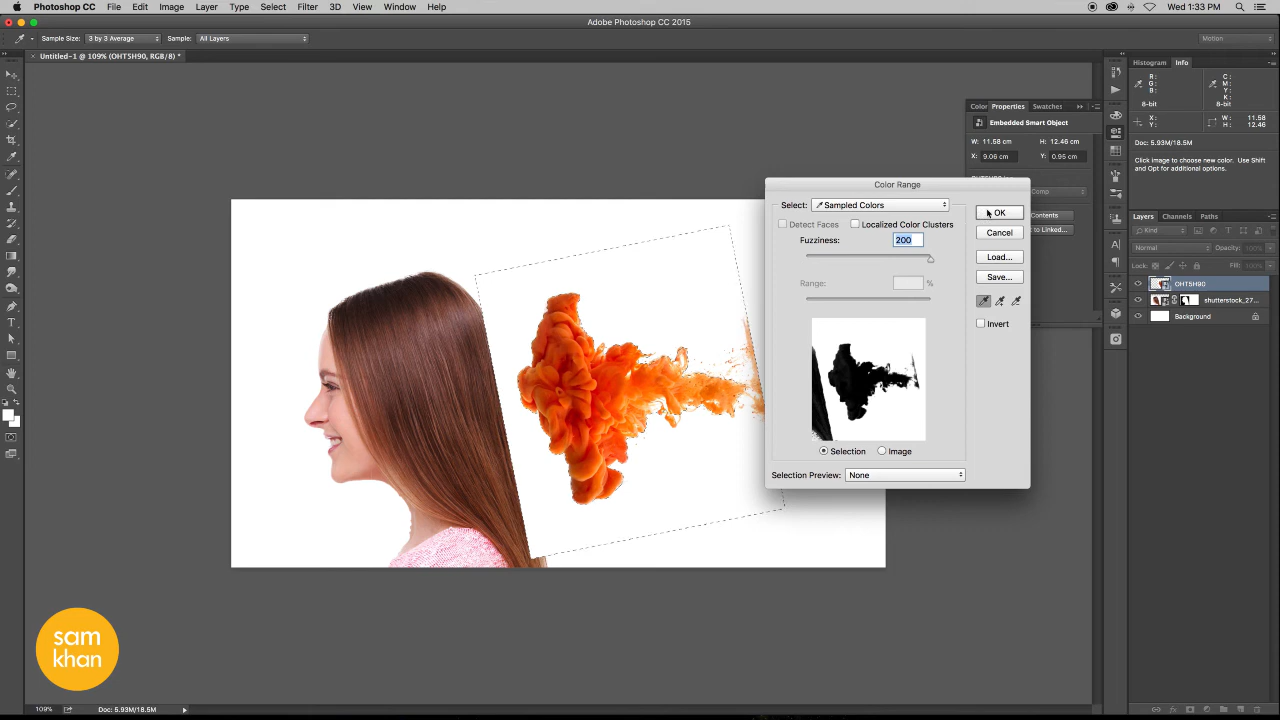 Photoshop CC File Edit Image Layer Type Select Filter 3D View Window Help Wed 1:33 PM
Adobe Photoshop CC 2015
Sample Size: 3 by 3 Average Sample: All Layers Motion
Untitled-1 @ 109% (OHT5H90, RGB/8) *
Histogram Info
R: G: B: C: M: Y: K:
8-bit 8-bit
X: Y: W: 11.58 H: 12.46
Doc: 5.93M/18.5M
Click image to choose new color. Use Shift and Opt for additional options.
Color Properties Swatches
Embedded Smart Object
W: 11.58 cm H: 12.46 cm
X: 9.06 cm Y: 0.95 cm
Comp
Contents
to Linked...
Color Range
Select: Sampled Colors
OK
Detect Faces Localized Color Clusters
Cancel
Fuzziness: 200
Load...
Save...
Range: %
Invert
Selection Image
Selection Preview: None
Layers Channels Paths
Kind
Normal Opacity: 100%
Lock: Fill: 100%
OHT5H90
shutterstock_27...
Background
sam
khan
109% Doc: 5.93M/18.5M